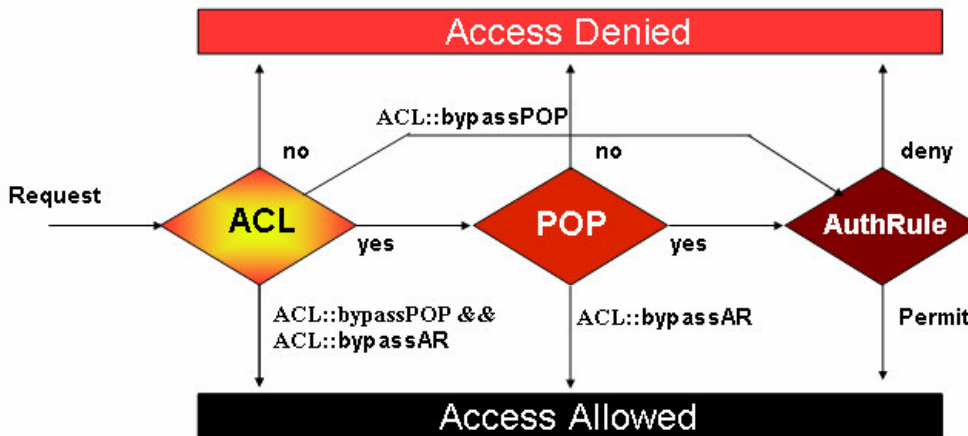 Access Denied
ACL::bypassPOP
no
no
deny
Request
ACL
yes
POP
yes
AuthRule
ACL::bypassPOP &&
ACL::bypassAR
ACL::bypassAR
Permit
Access Allowed